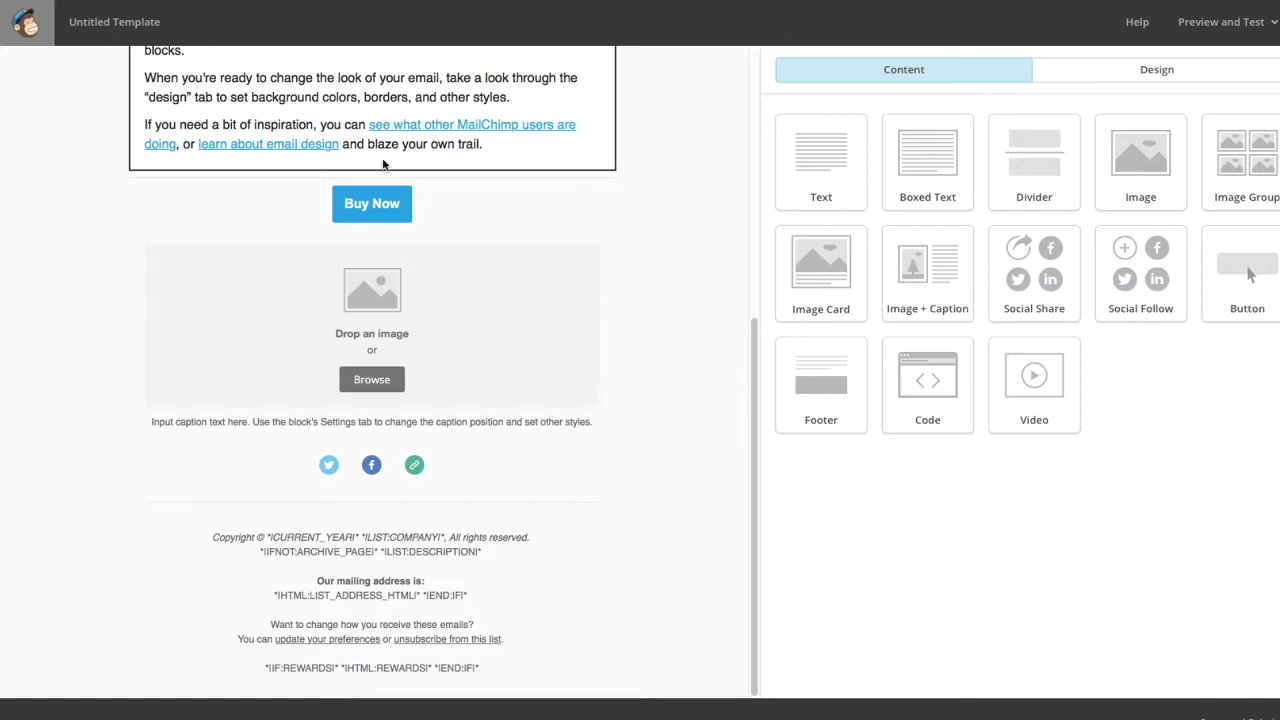 Untitled Template
Help
Preview and Test
blocks.
When you're ready to change the look of your email, take a look through the
“design” tab to set background colors, borders, and other styles.
If you need a bit of inspiration, you can see what other MailChimp users are
doing, or learn about email design and blaze your own trail.
Buy Now
Drop an image
or
Browse
Input caption text here. Use the block's Settings tab to change the caption position and set other styles.
Copyright © *|CURRENT_YEAR|* *|LIST:COMPANY|*, All rights reserved.
*|IFNOT:ARCHIVE_PAGE|* *|LIST:DESCRIPTION|*
Our mailing address is:
*|HTML:LIST_ADDRESS_HTML|* *|END:IF|*
Want to change how you receive these emails?
You can update your preferences or unsubscribe from this list.
*|IF:REWARDS|* *|HTML:REWARDS|* *|END:IF|*
Content
Design
Text
Boxed Text
Divider
Image
Image Group
Image Card
Image + Caption
Social Share
Social Follow
Button
Footer
Code
Video